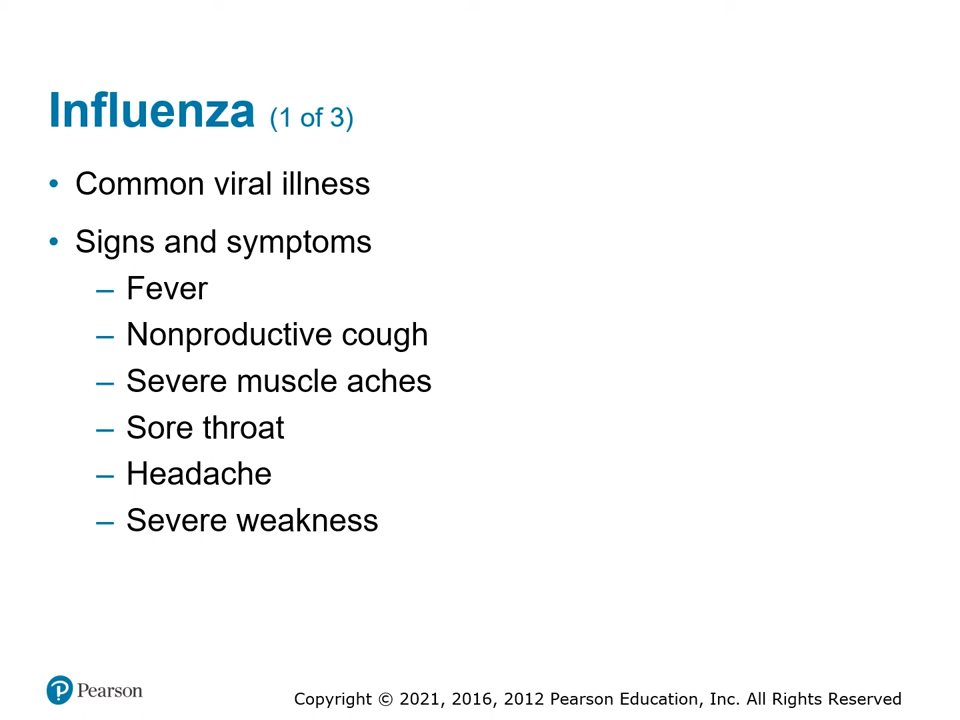 Influenza (1 of 3)
• Common viral illness
• Signs and symptoms
– Fever
– Nonproductive cough
– Severe muscle aches
– Sore throat
– Headache
– Severe weakness
Pearson
Copyright © 2021, 2016, 2012 Pearson Education, Inc. All Rights Reserved